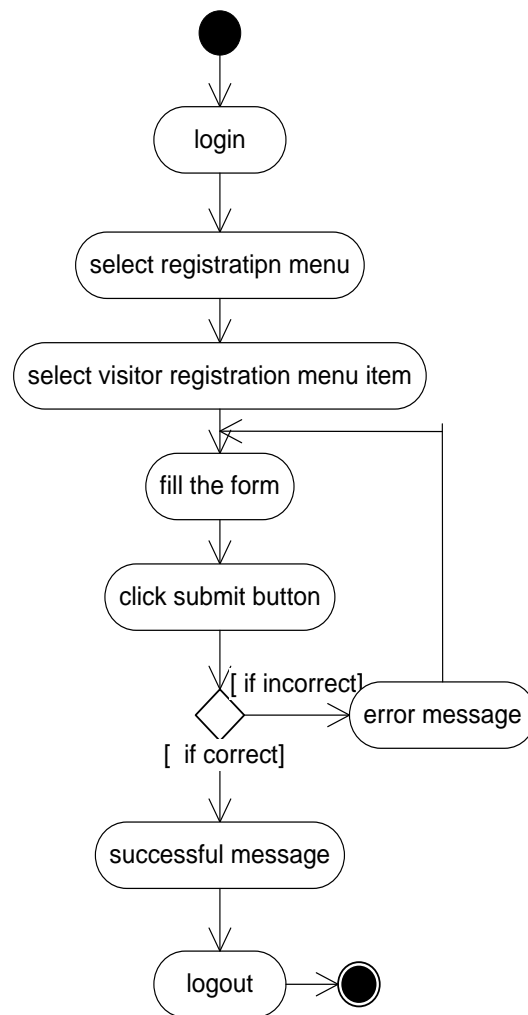 login
select registratipn menu
select visitor registration menu item
fill the form
click submit button
[ if incorrect]
error message
[ if correct]
successful message
logout